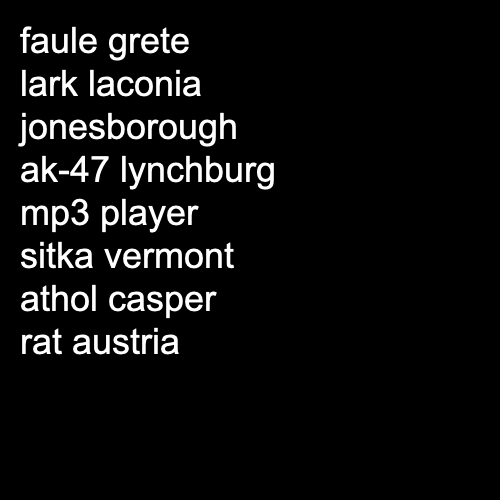 faule grete
lark laconia
jonesborough
ak-47 lynchburg
mp3 player
sitka vermont
athol casper
rat austria